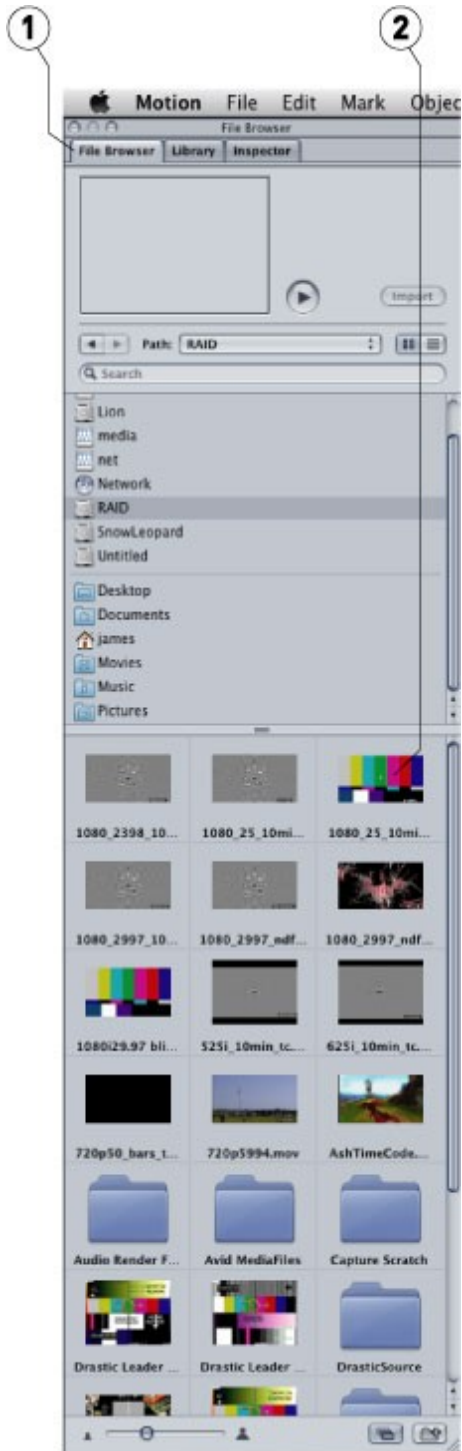 1 2
Motion File Edit Mark Objec
File Browser
File Browser Library Inspector
Import
Path: RAID
Search
Lion
media
net
Network
RAID
SnowLeopard
Untitled
Desktop
Documents
james
Movies
Music
Pictures
1080_2398_10... 1080_25_10mi... 1080_25_10mi...
1080_2997_10... 1080_2997_ndf... 1080_2997_ndf...
1080i29.97 bli... 525i_10min_tc.... 625i_10min_tc....
720p50_bars_t... 720p5994.mov AshTimeCode....
Audio Render F... Avid MediaFiles Capture Scratch
Drastic Leader ... Drastic Leader ... DrasticSource